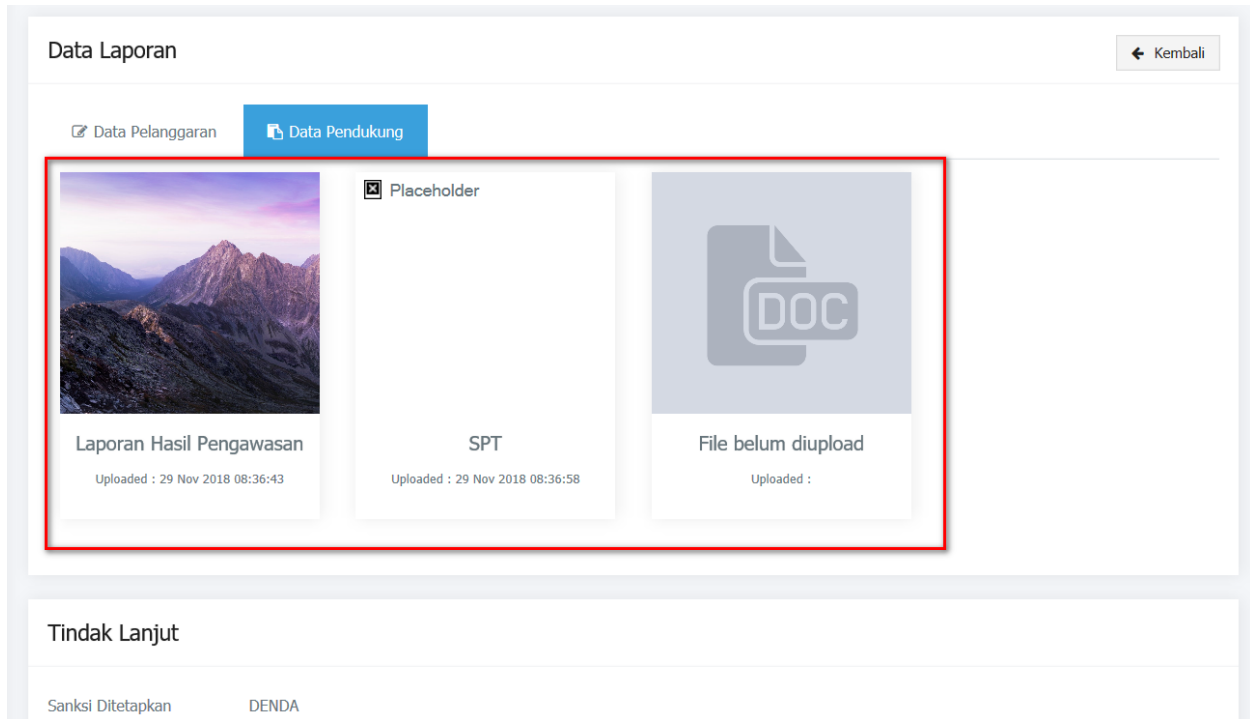 Data Laporan
Kembali
Data Pelanggaran
Data Pendukung
Placeholder
DOC
Laporan Hasil Pengawasan
SPT
File belum diupload
Uploaded : 29 Nov 2018 08:36:43
Uploaded : 29 Nov 2018 08:36:58
Uploaded :
Tindak Lanjut
Sanksi Ditetapkan DENDA